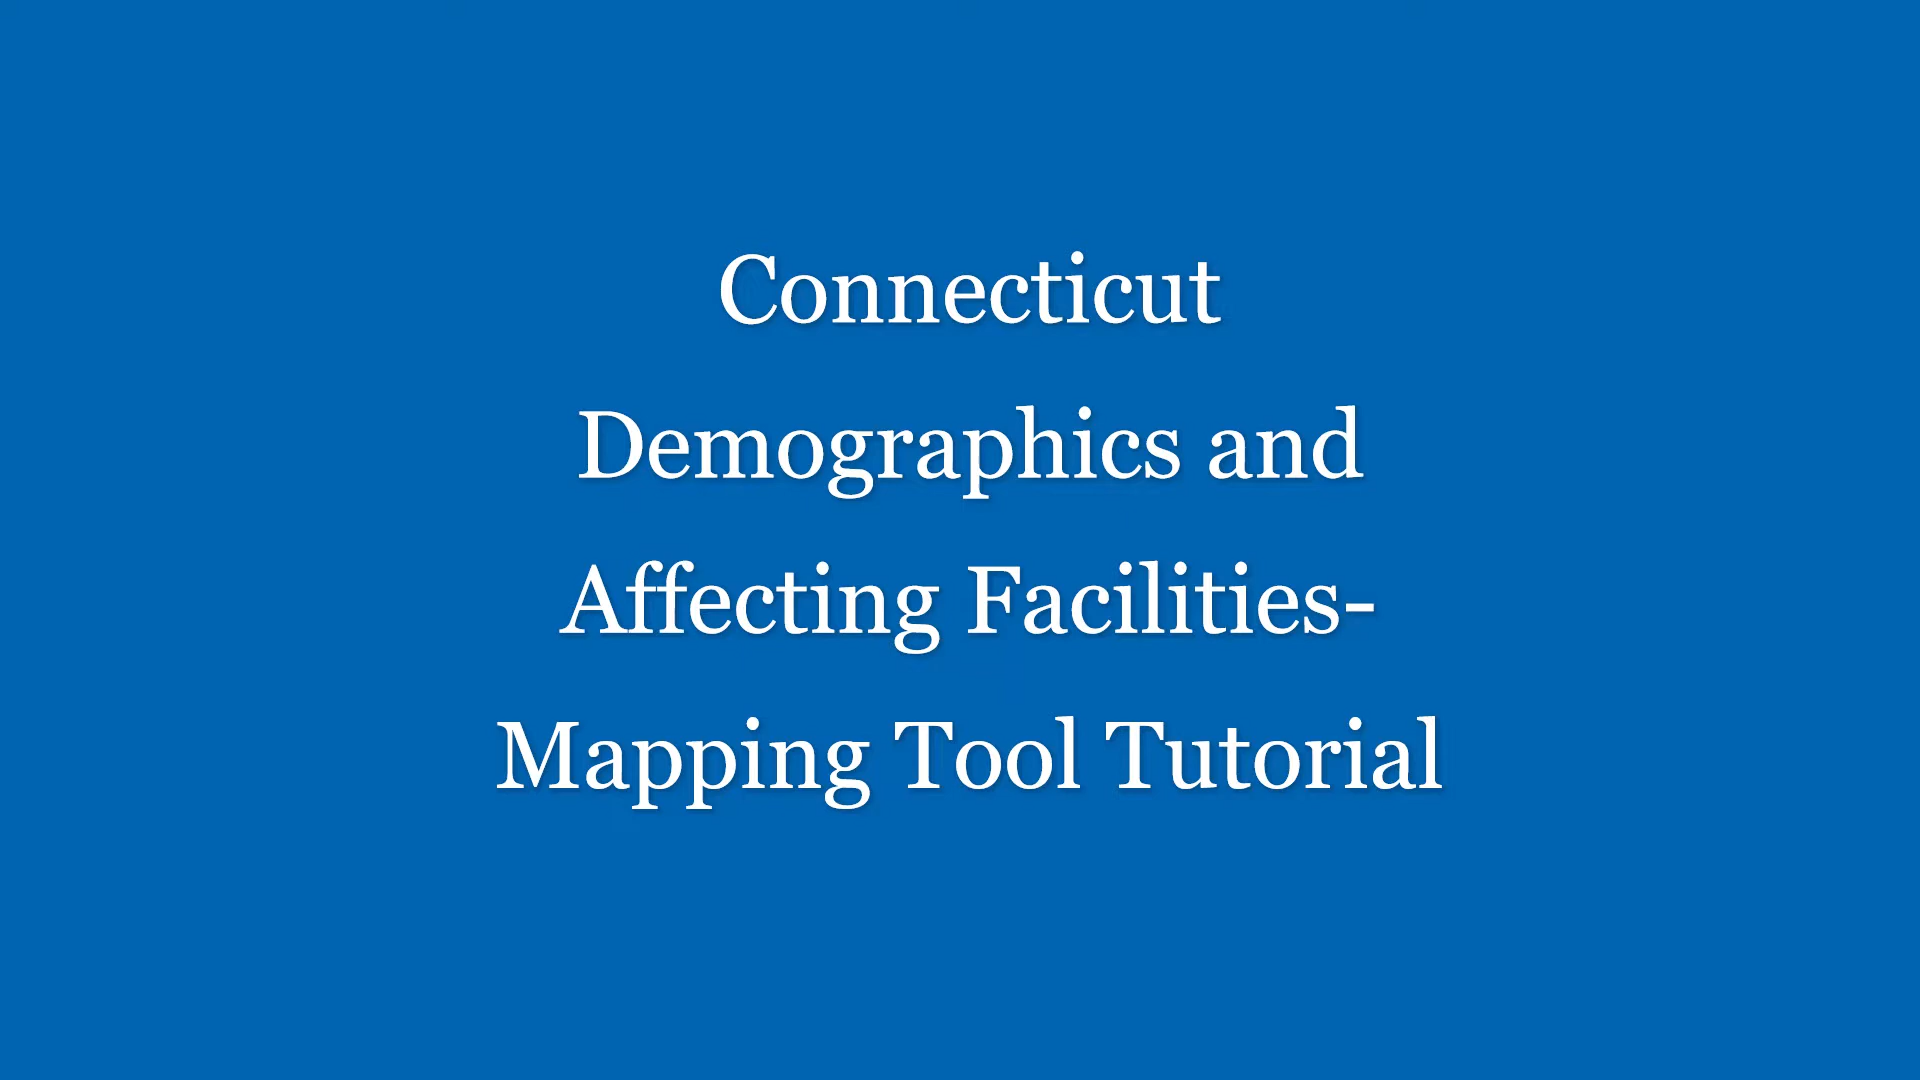 Connecticut
Demographics and
Affecting Facilities-
Mapping Tool Tutorial